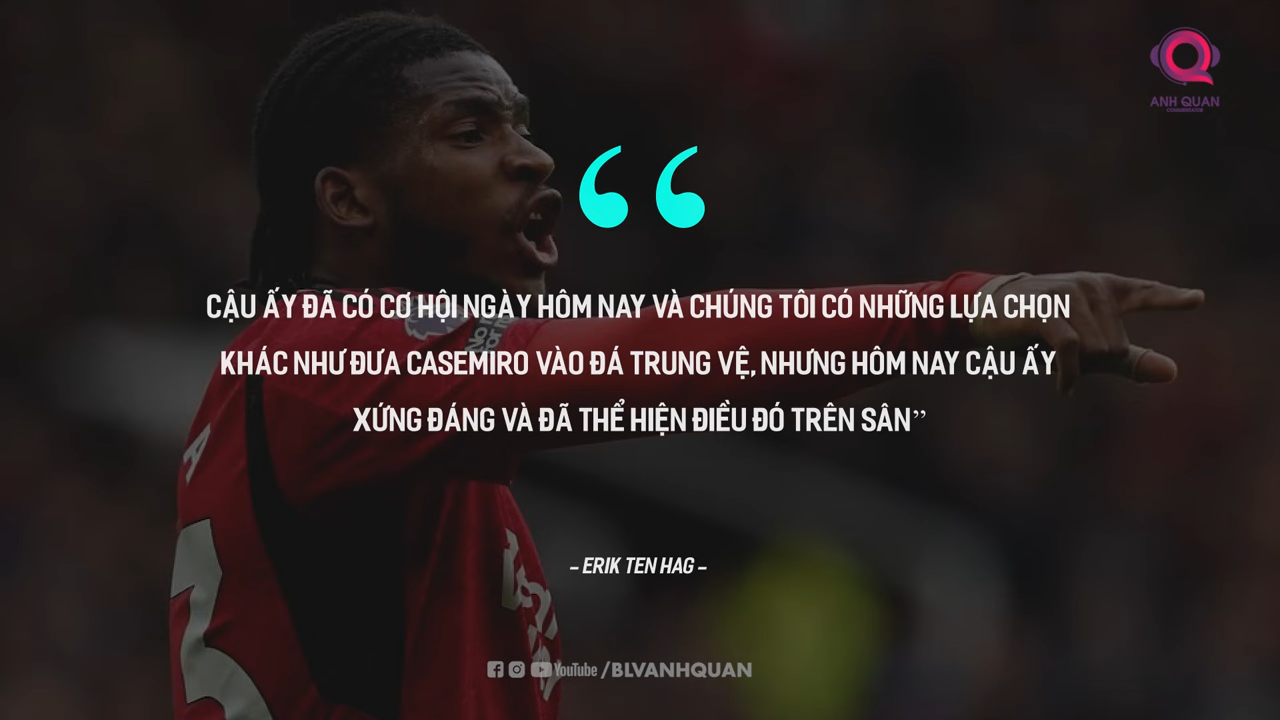 ANH QUAN
COMMENTATOR
“
CẬU ẤY ĐÃ CÓ CƠ HỘI NGÀY HÔM NAY VÀ CHÚNG TÔI CÓ NHỮNG LỰA CHỌN
KHÁC NHƯ ĐƯA CASEMIRO VÀO ĐÁ TRUNG VỆ, NHƯNG HÔM NAY CẬU ẤY
XỨNG ĐÁNG VÀ ĐÃ THỂ HIỆN ĐIỀU ĐÓ TRÊN SÂN”
– ERIK TEN HAG –
YouTube /BLVANHQUAN